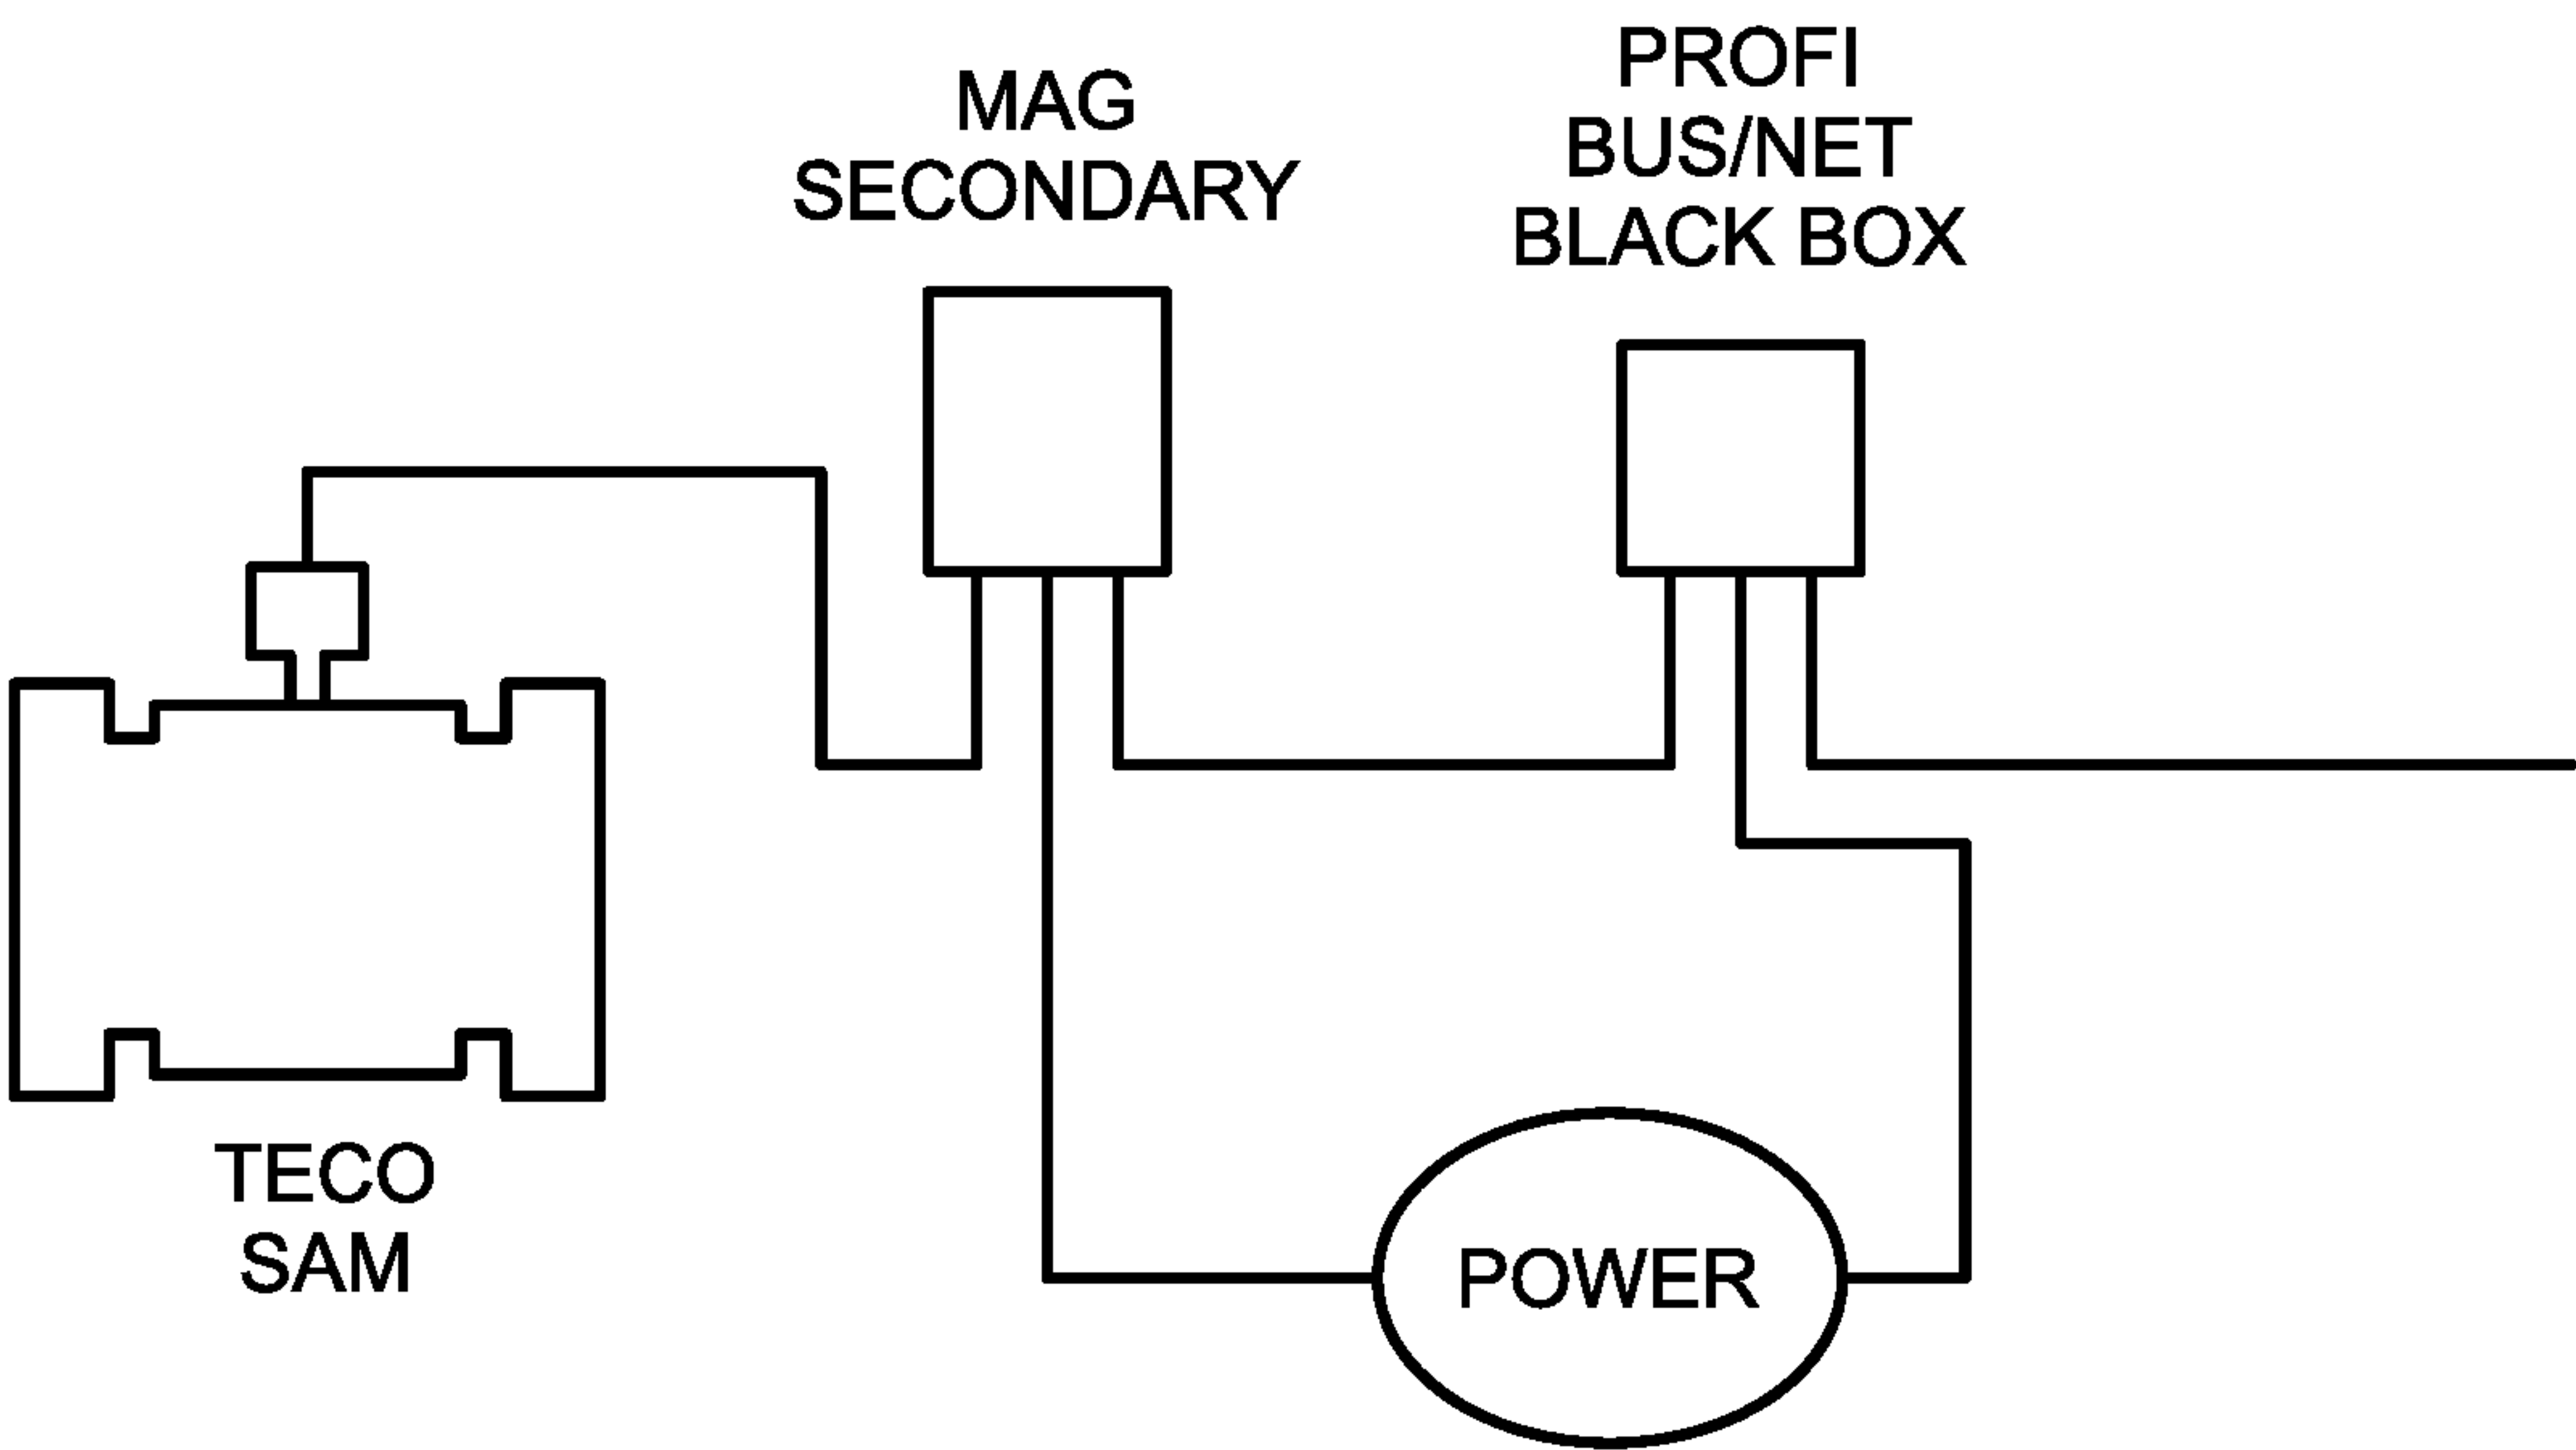 MAG
SECONDARY
PROFI
BUS/NET
BLACK BOX
TECO
SAM
POWER